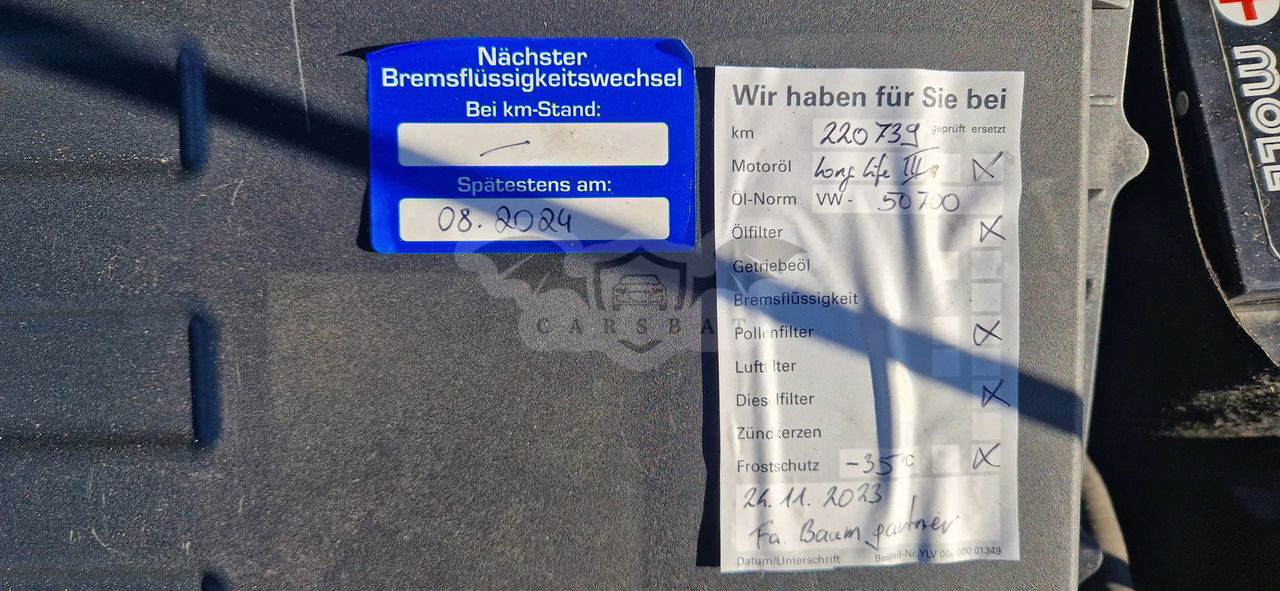 Nächster
Bremsflüssigkeitswechsel
Bei km-Stand:
Spätestens am:
08.2024
Wir haben für Sie bei
km 220739 geprüft ersetzt
Motoröl Long Life III
Öl-Norm VW- 50700
Ölfilter
Getriebeöl
Bremsflüssigkeit
Pollenfilter
Luftfilter
Dieselfilter
Zündkerzen
Frostschutz -35 °C
24.11.2023
Fa. Baumgartner
Datum/Unterschrift Bestell-Nr. YLV 000 000 01349
CARSBAT
MOLL